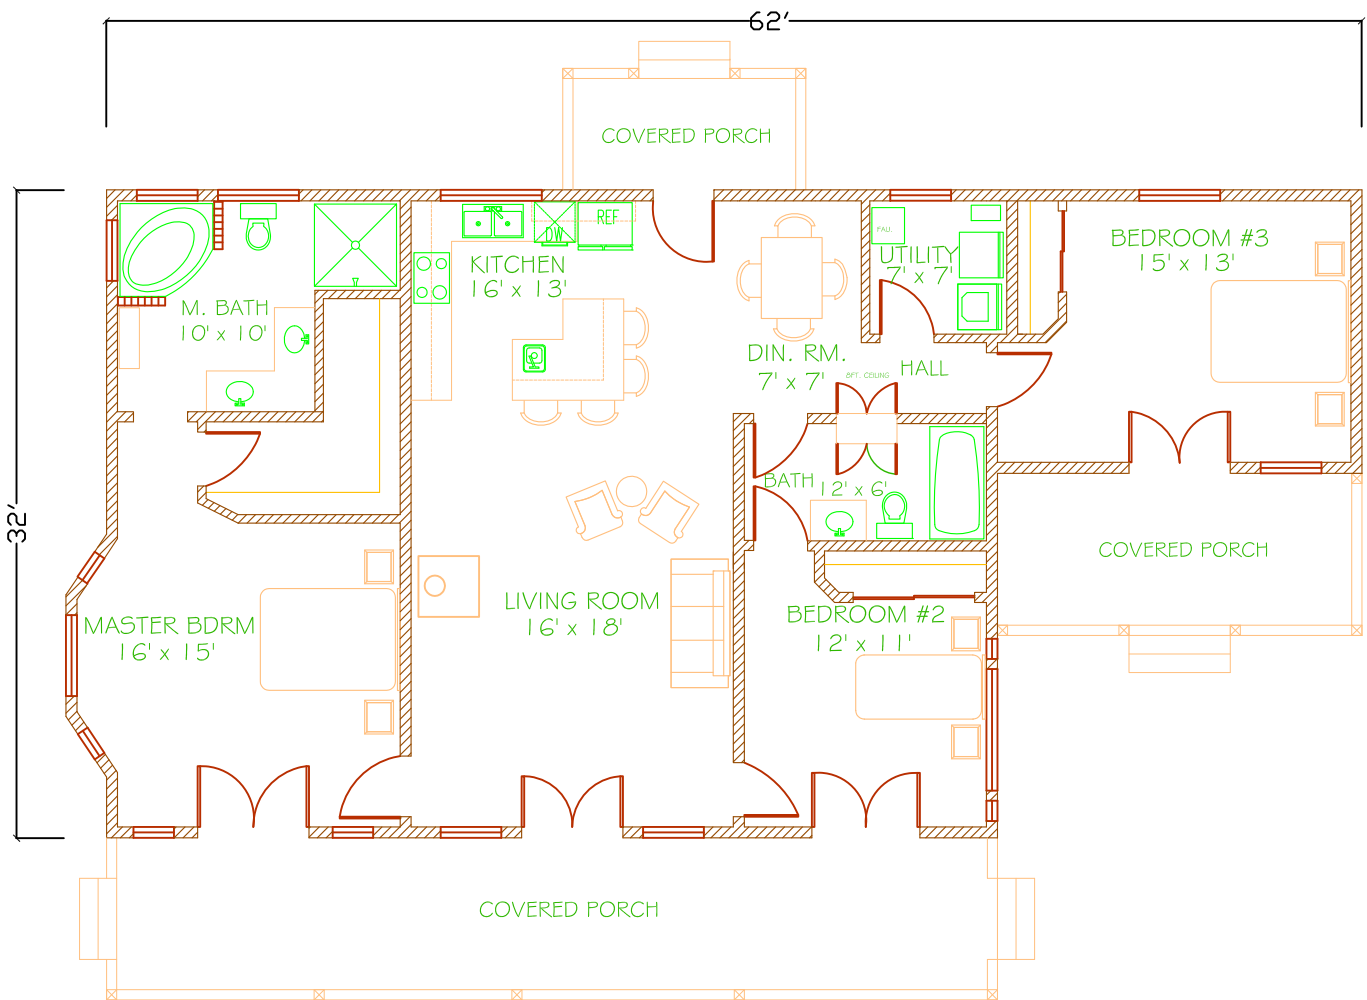 62'
COVERED PORCH
REF
DW
FAU.
KITCHEN
16' x 13'
UTILITY
7' x 7'
BEDROOM #3
15' x 13'
M. BATH
10' x 10'
DIN. RM.
7' x 7'
8FT. CEILING
HALL
BATH
12' x 6'
32'
COVERED PORCH
LIVING ROOM
16' x 18'
BEDROOM #2
12' x 11'
MASTER BDRM
16' x 15'
COVERED PORCH